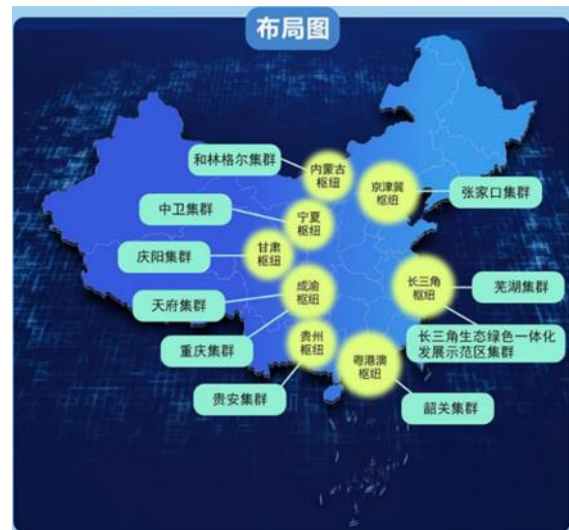 布局图
和林格尔集群
内蒙古
枢纽
京津冀
枢纽
张家口集群
中卫集群
宁夏
枢纽
庆阳集群
甘肃
枢纽
天府集群
成渝
枢纽
长三角
枢纽
芜湖集群
长三角生态绿色一体化
发展示范区集群
重庆集群
贵州
枢纽
粤港澳
枢纽
贵安集群
韶关集群